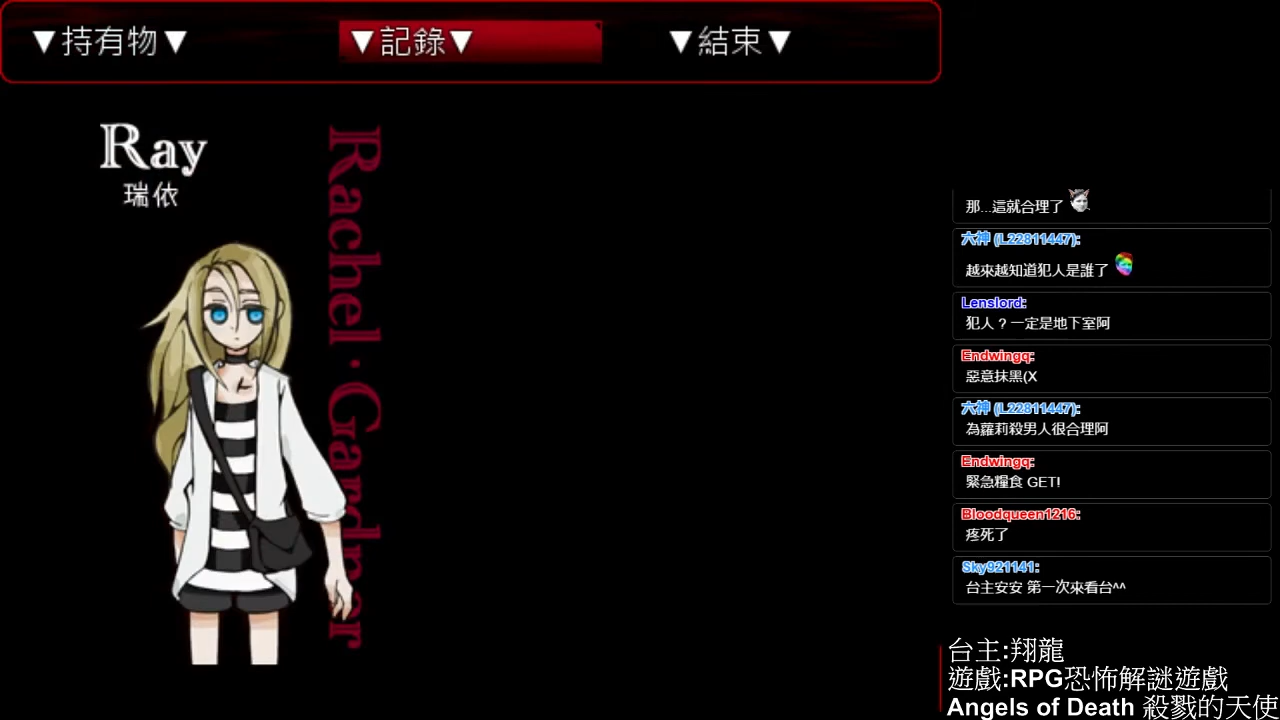 ▼持有物▼
▼記錄▼
▼結束▼
Ray
瑞依
Rachel·Gardner
那...這就合理了
六神 (L22811447):
越來越知道犯人是誰了
Lenslord:
犯人 ? 一定是地下室阿
Endwingq:
惡意抹黑(X
六神 (L22811447):
為蘿莉殺男人很合理阿
Endwingq:
緊急糧食 GET!
Bloodqueen1216:
疼死了
Sky921141:
台主安安 第一次來看台^^
台主:翔龍
遊戲:RPG恐怖解謎遊戲
Angels of Death 殺戮的天使